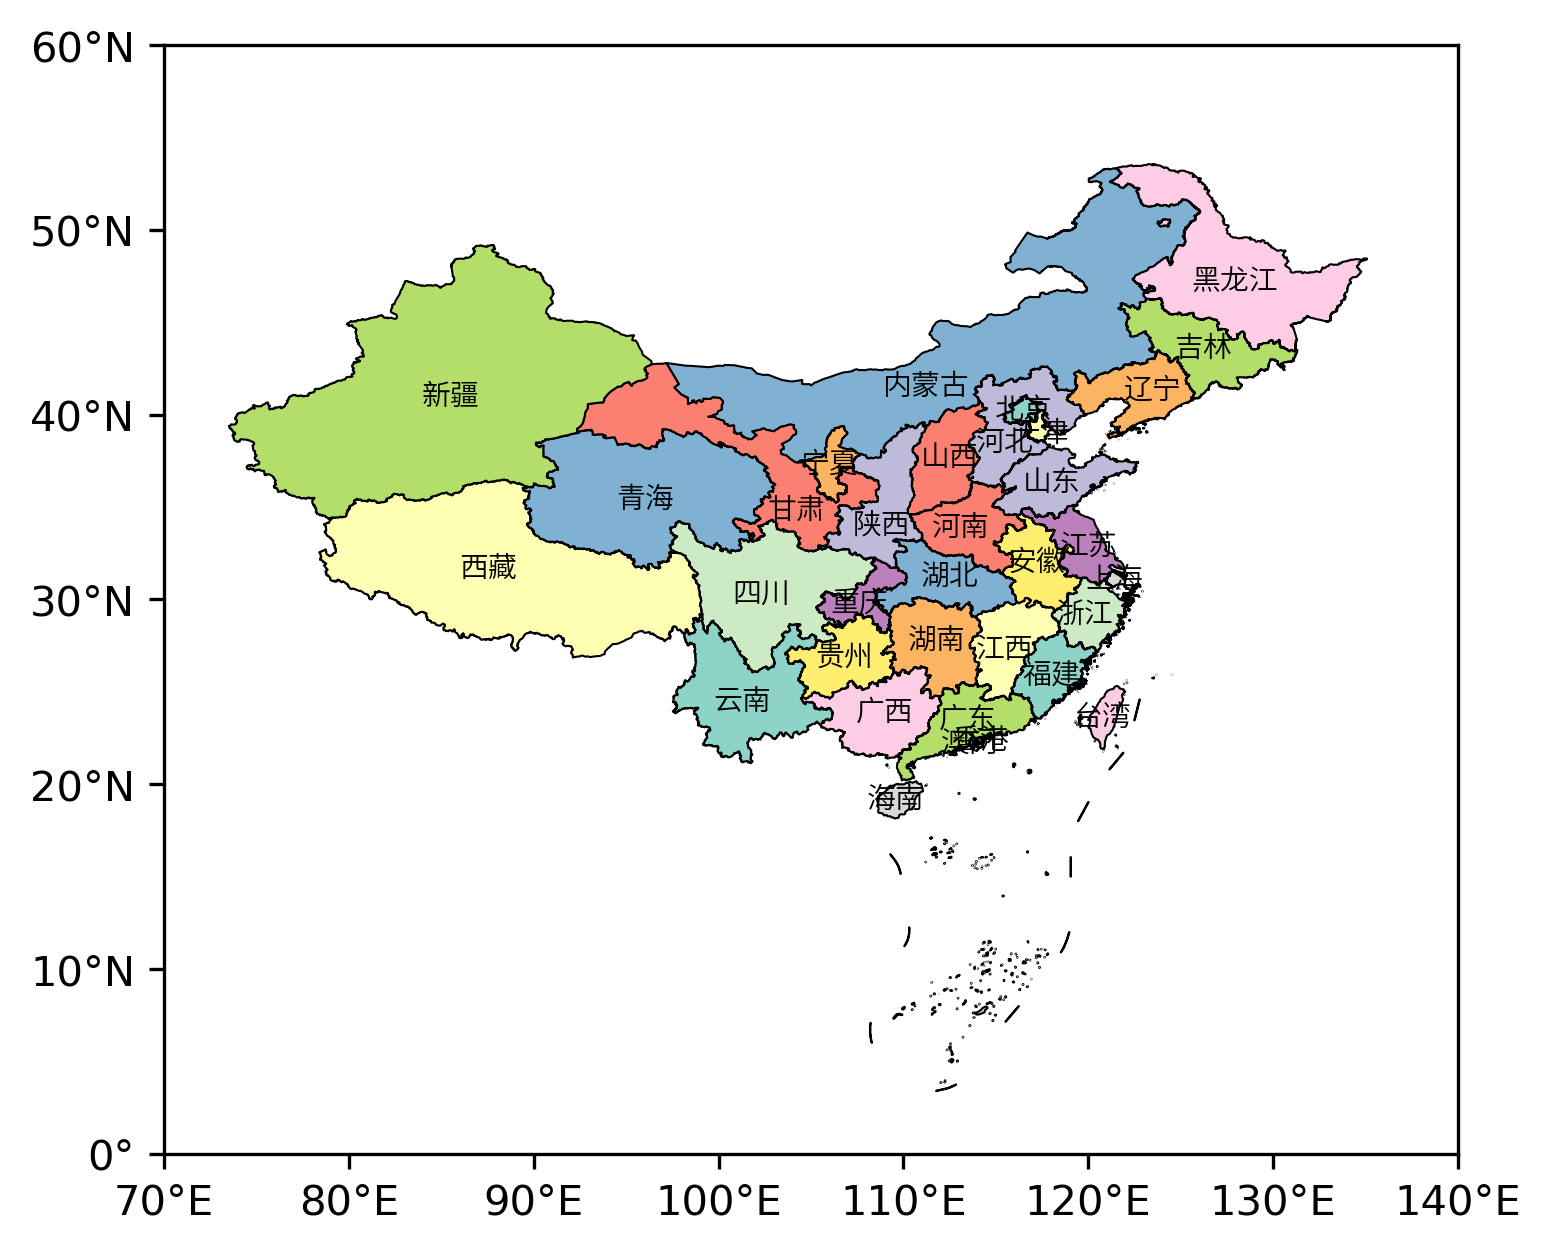 60°N
50°N
40°N
30°N
20°N
10°N
0°
70°E
80°E
90°E
100°E
110°E
120°E
130°E
140°E
黑龙江
吉林
内蒙古
辽宁
新疆
北京
天津
河北
山西
宁夏
山东
青海
甘肃
陕西
河南
江苏
安徽
西藏
上海
湖北
四川
重庆
浙江
湖南
江西
贵州
福建
云南
广西
广东
台湾
香港
澳门
海南